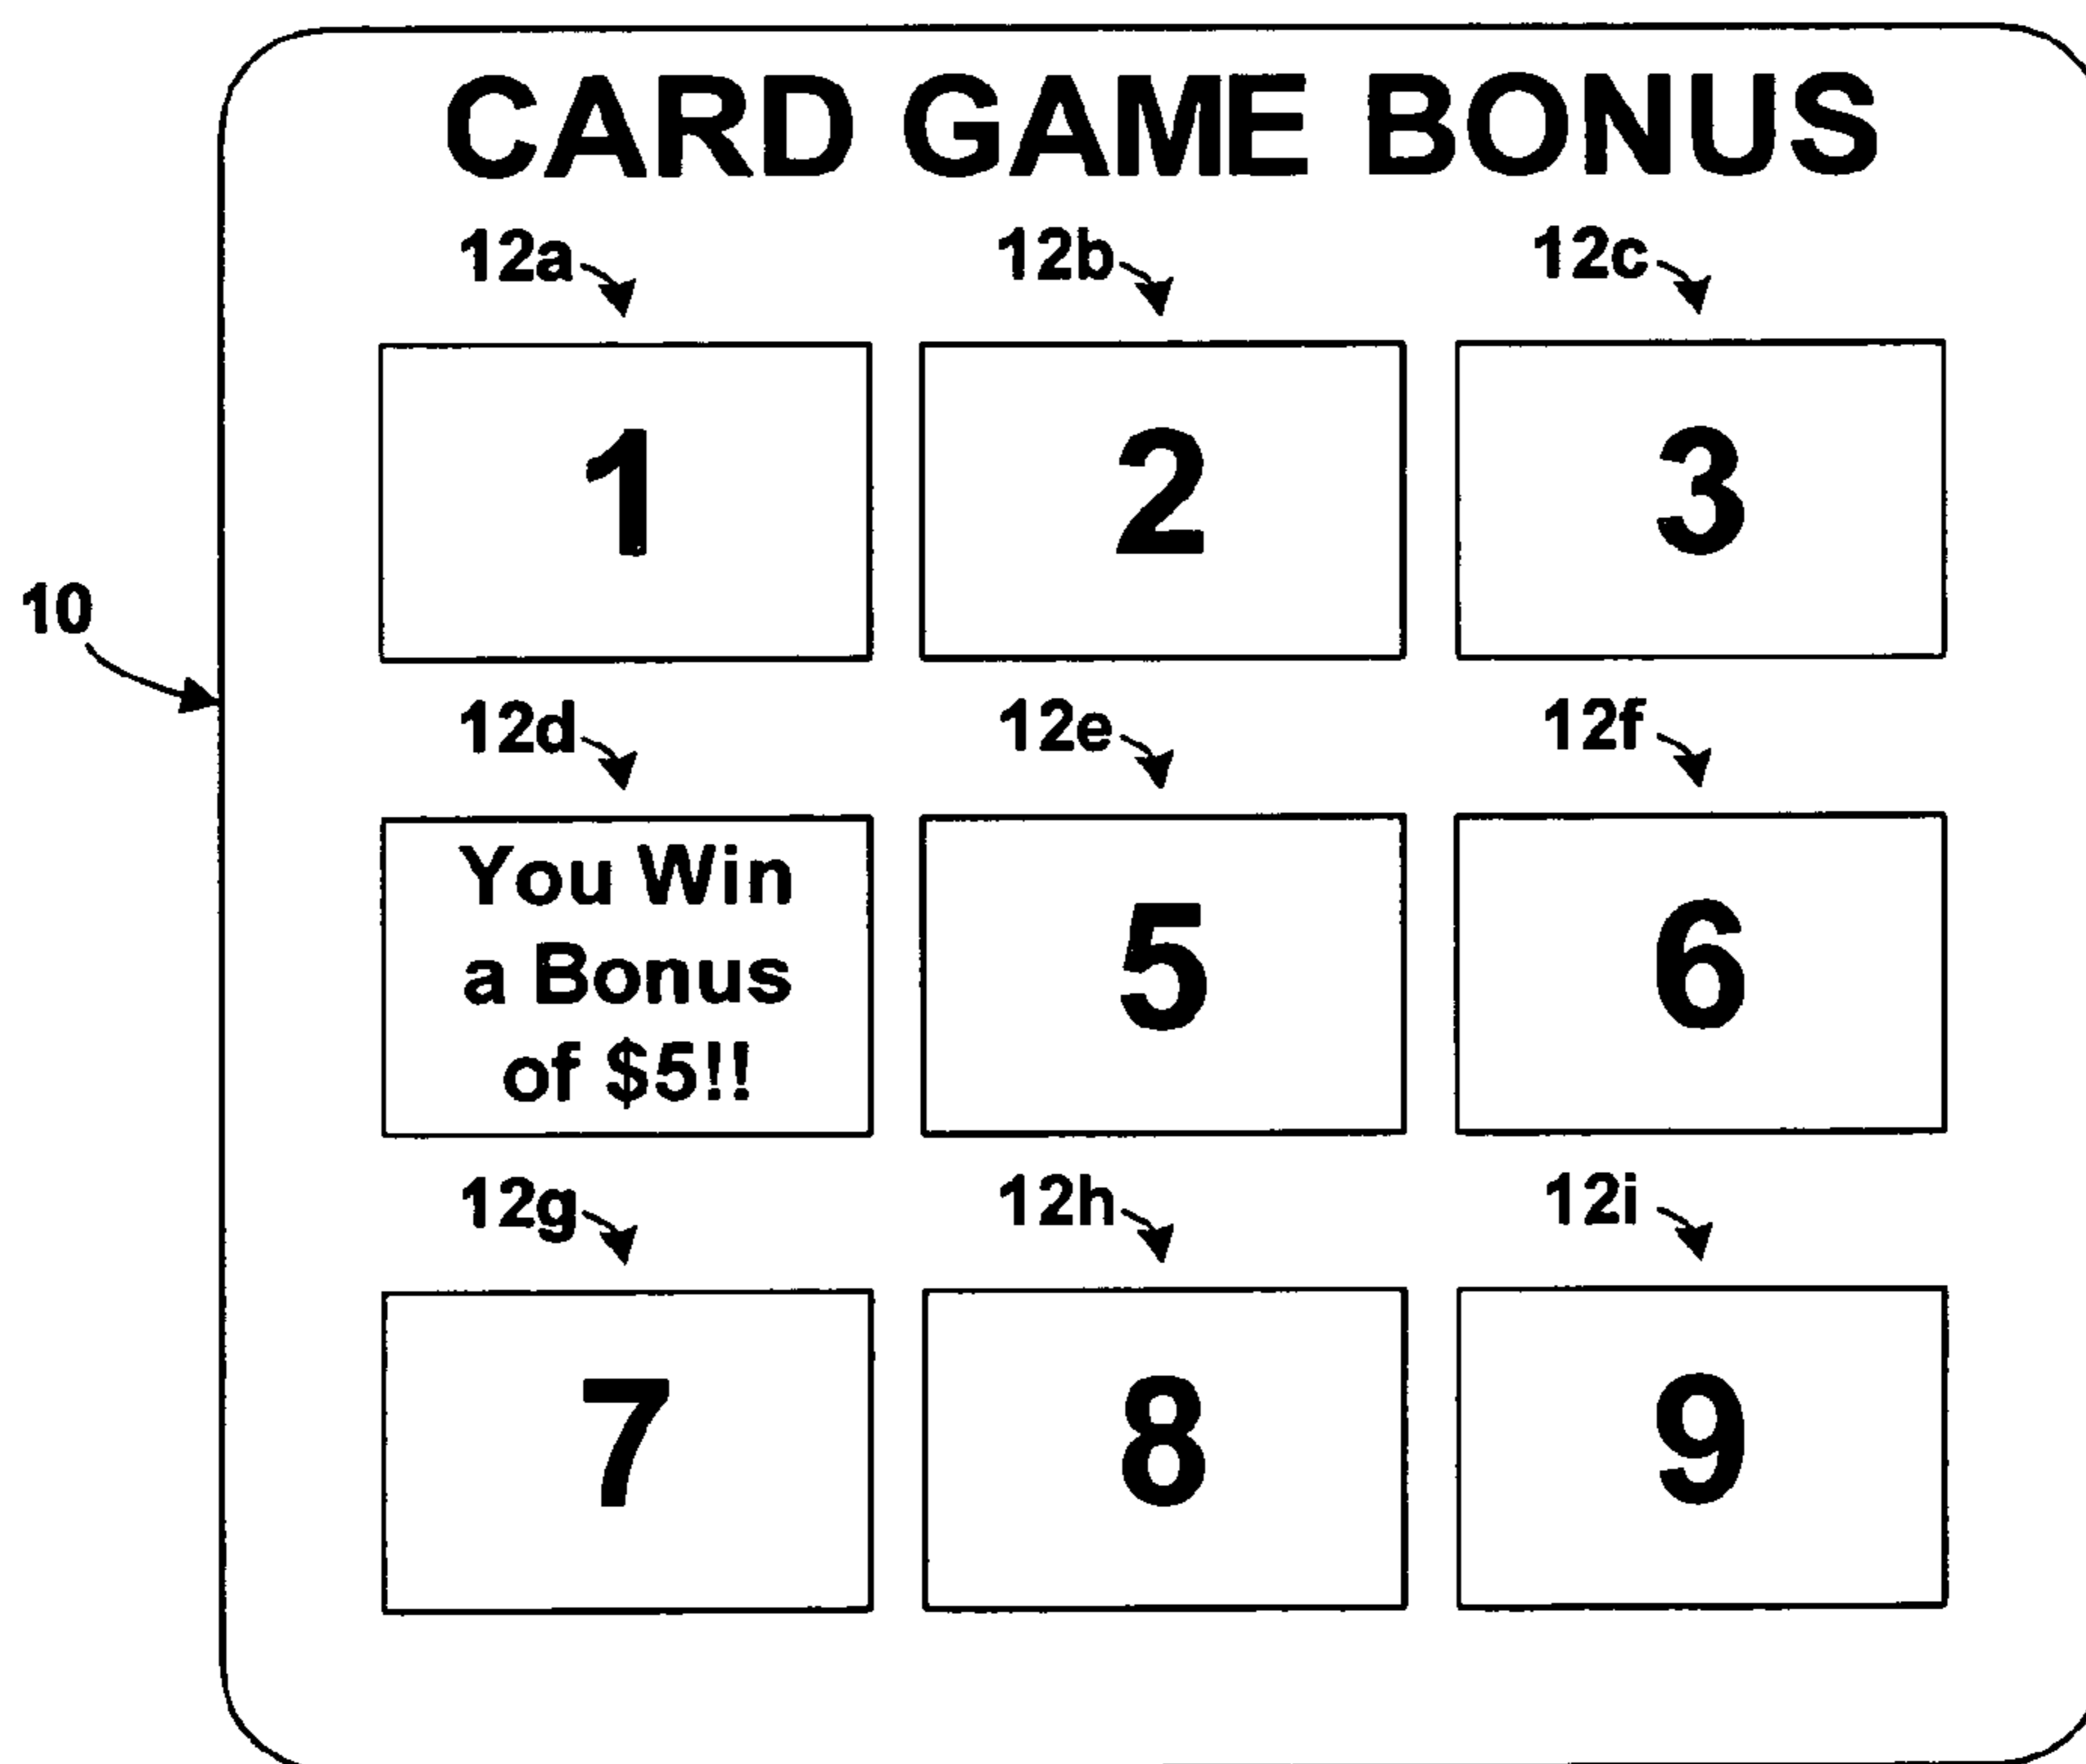 CARD GAME BONUS
12a 12b 12c
1 2 3
10
12d 12e 12f
You Win
a Bonus
of $5!!
5 6
12g 12h 12i
7 8 9